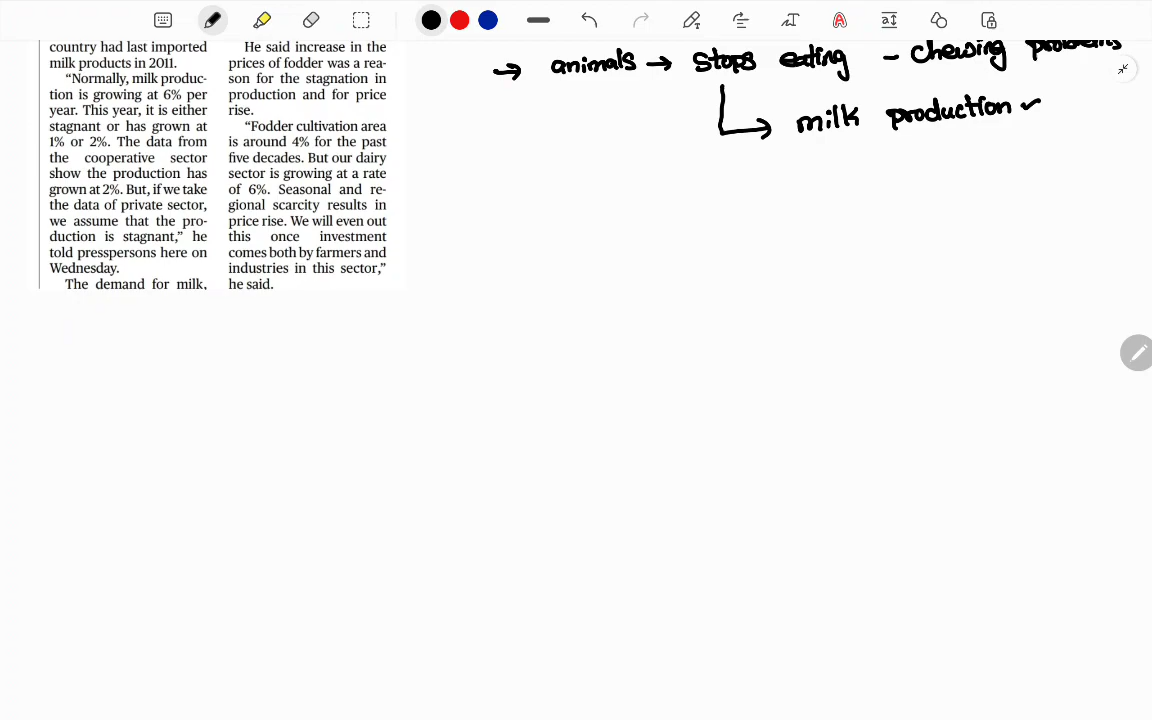 country had last imported
milk products in 2011.
“Normally, milk produc-
tion is growing at 6% per
year. This year, it is either
stagnant or has grown at
1% or 2%. The data from
the cooperative sector
show the production has
grown at 2%. But, if we take
the data of private sector,
we assume that the pro-
duction is stagnant,” he
told presspersons here on
Wednesday.
The demand for milk,
He said increase in the
prices of fodder was a rea-
son for the stagnation in
production and for price
rise.
“Fodder cultivation area
is around 4% for the past
five decades. But our dairy
sector is growing at a rate
of 6%. Seasonal and re-
gional scarcity results in
price rise. We will even out
this once investment
comes both by farmers and
industries in this sector,”
he said.
→ animals → stops eating – chewing problems
milk production